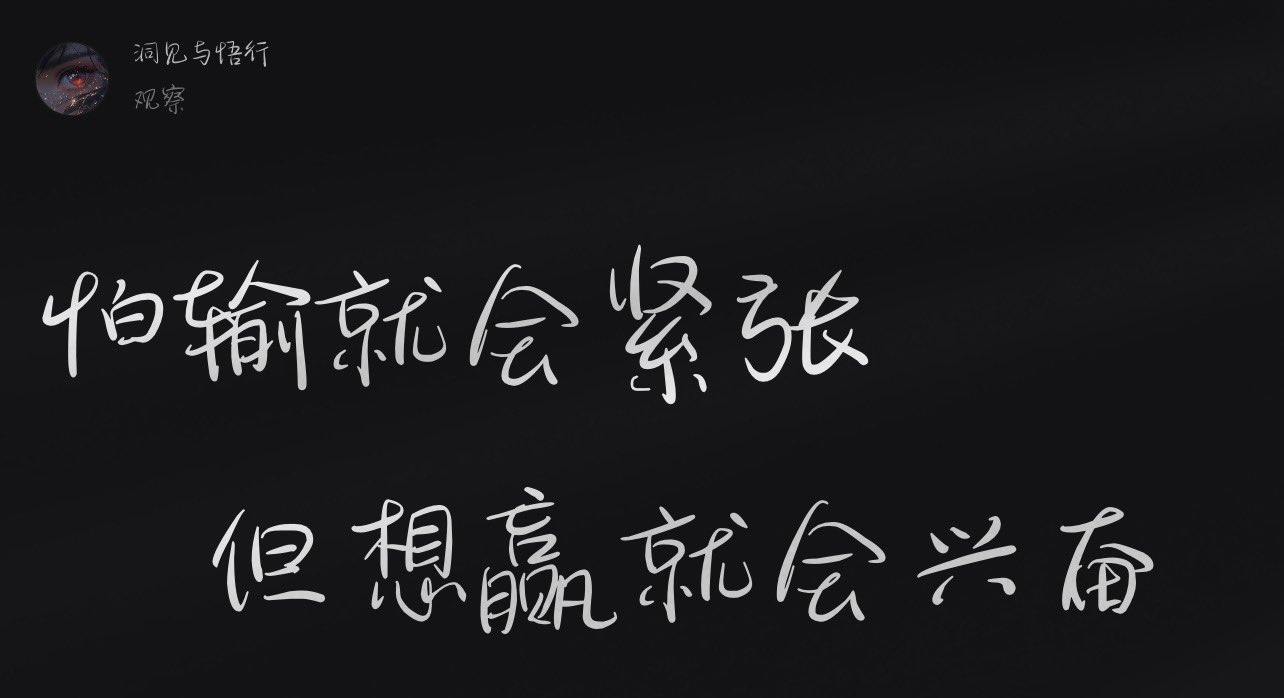 洞见与悟行
观察
怕输就会紧张
但想赢就会兴奋